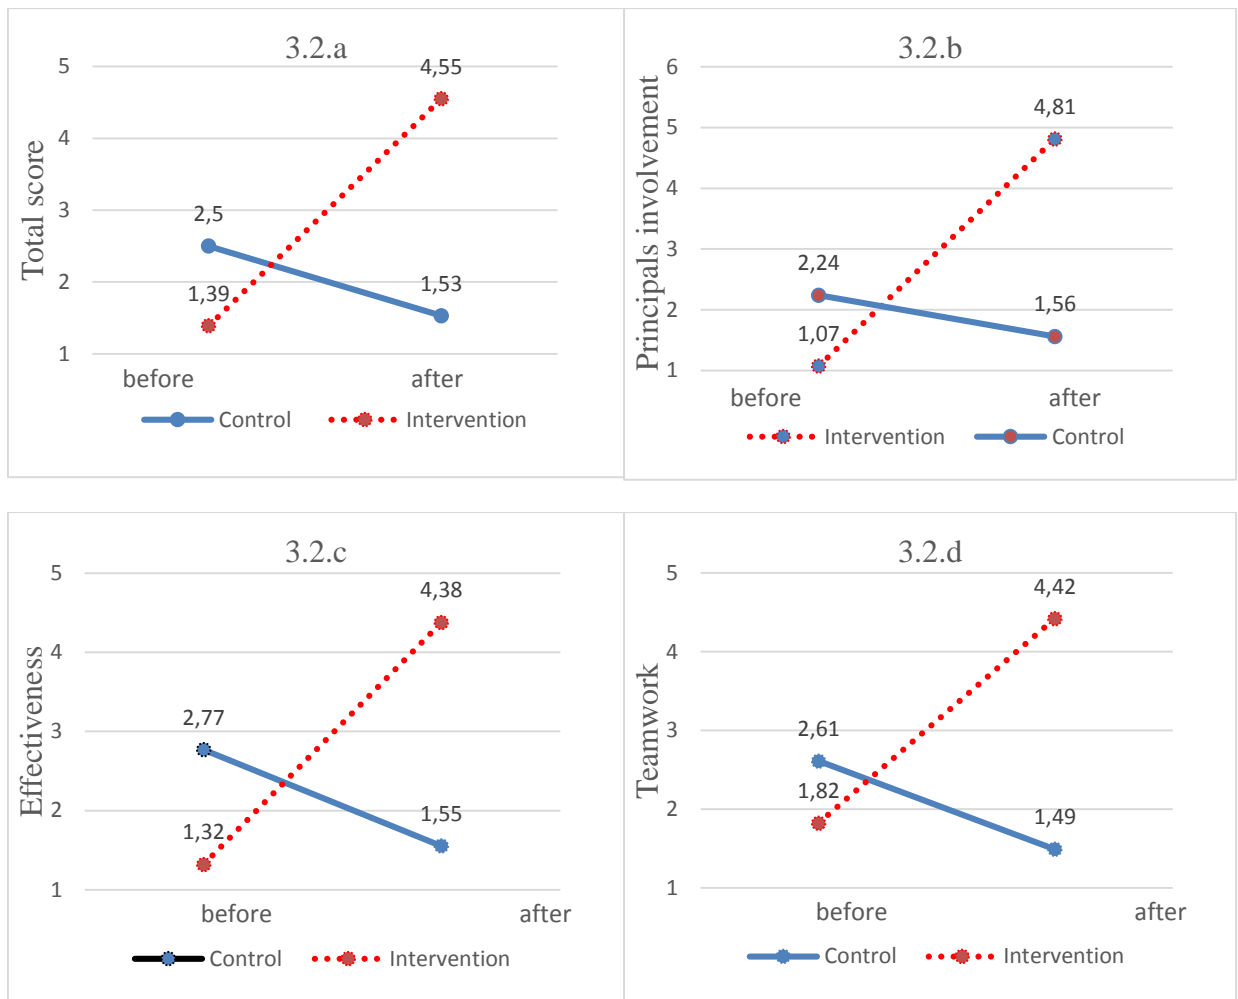 3.2.a
Total score
5
4
3
2
1
4,55
2,5
1,39
1,53
before after
Control Intervention
3.2.b
Principals involvement
6
5
4
3
2
1
4,81
2,24
1,07
1,56
before after
Intervention Control
3.2.c
Effectiveness
5
4
3
2
1
4,38
2,77
1,32
1,55
before after
Control Intervention
3.2.d
Teamwork
5
4
3
2
1
4,42
2,61
1,82
1,49
before after
Control Intervention